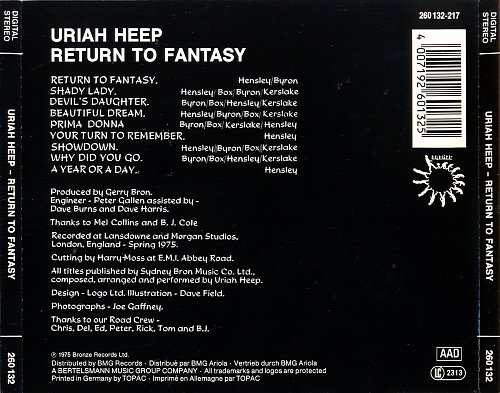 DIGITAL STEREO
URIAH HEEP – RETURN TO FANTASY
260 132
URIAH HEEP
RETURN TO FANTASY
260 132-217
RETURN TO FANTASY. Hensley/Byron
SHADY LADY. Hensley/Box/Byron/Kerslake
DEVIL'S DAUGHTER. Byron/Box/Hensley/Kerslake
BEAUTIFUL DREAM. Hensley/Box/Byron/Kerslake
PRIMA DONNA Byron/Box/Kerslake/Hensley
YOUR TURN TO REMEMBER. Hensley
SHOWDOWN. Hensley/Box/Byron/Kerslake
WHY DID YOU GO. Byron/Box/Hensley/Kerslake
A YEAR OR A DAY.. Hensley
4 007192 601325
BRONZE
Produced by Gerry Bron.
Engineer - Peter Gallen assisted by -
Dave Burns and Dave Harris.
Thanks to Mel Collins and B. J. Cole
Recorded at Lansdowne and Morgan Studios,
London, England - Spring 1975.
Cutting by Harry Moss at E.M.I. Abbey Road.
All titles published by Sydney Bron Music Co. Ltd.,
composed, arranged and performed by Uriah Heep.
Design - Logo Ltd. Illustration - Dave Field.
Photographs - Joe Gaffney.
Thanks to our Road Crew -
Chris, Del, Ed, Peter, Rick, Tom and B.J.
℗ 1975 Bronze Records Ltd.
Distributed by BMG Records · Distribué par BMG Ariola · Vertrieb durch BMG Ariola
A BERTELSMANN MUSIC GROUP COMPANY · All trademarks and logos are protected
Printed in Germany by TOPAC · Imprimé en Allemagne par TOPAC
AAD
LC 2313
DIGITAL STEREO
URIAH HEEP – RETURN TO FANTASY
260 132